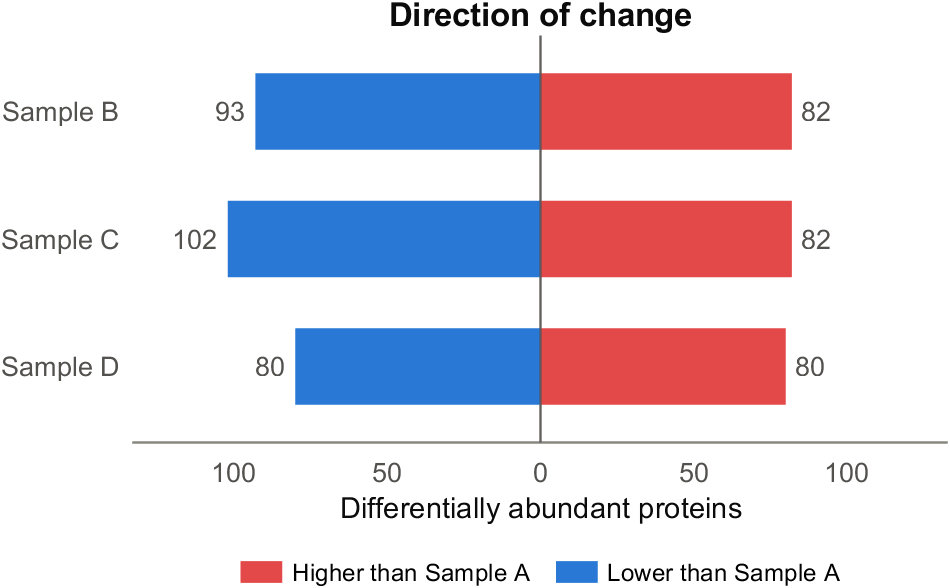 Direction of change
Sample B 93 82
Sample C 102 82
Sample D 80 80
100 50 0 50 100
Differentially abundant proteins
Higher than Sample A Lower than Sample A